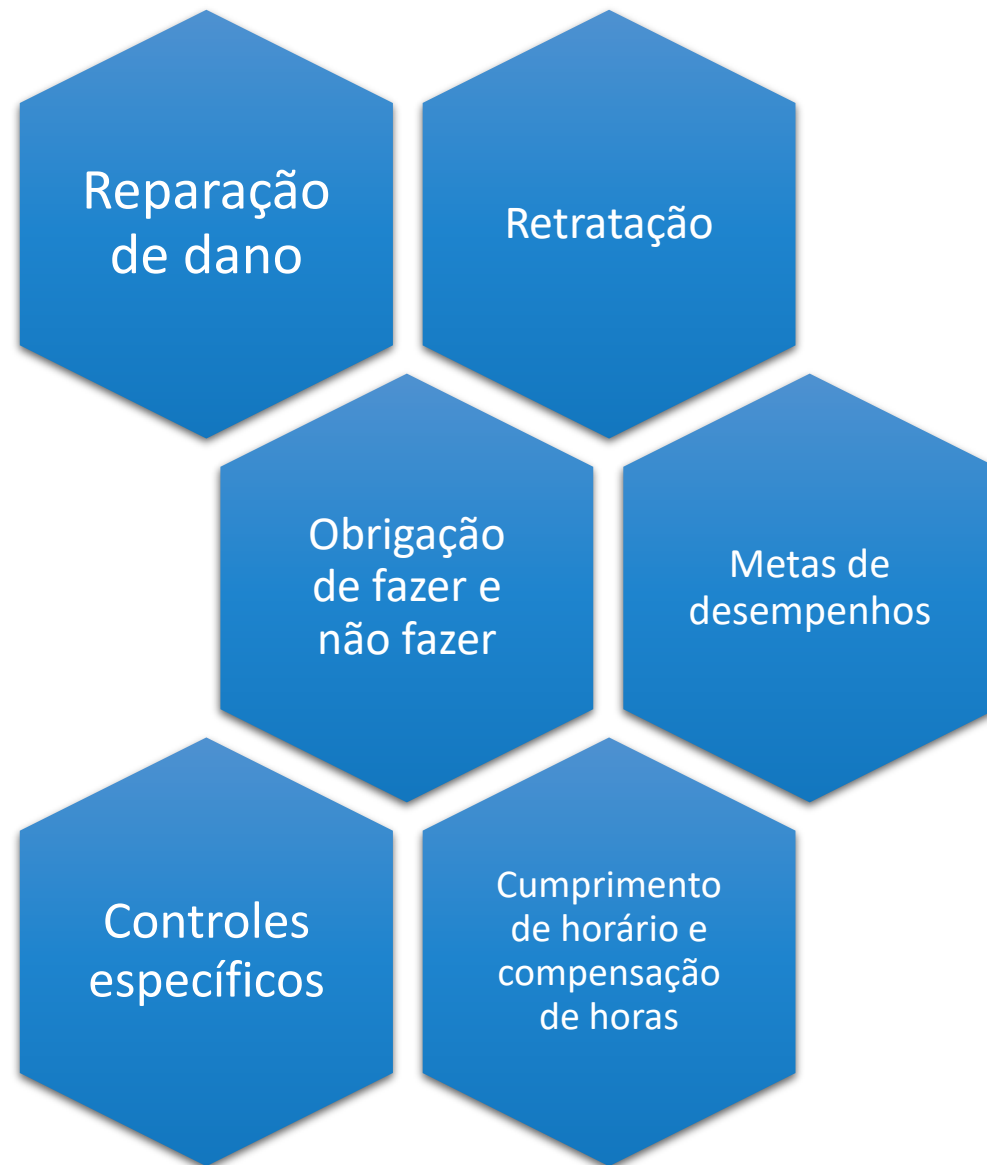 Reparação
de dano
Retratação
Obrigação
de fazer e
não fazer
Metas de
desempenhos
Controles
específicos
Cumprimento
de horário e
compensação
de horas